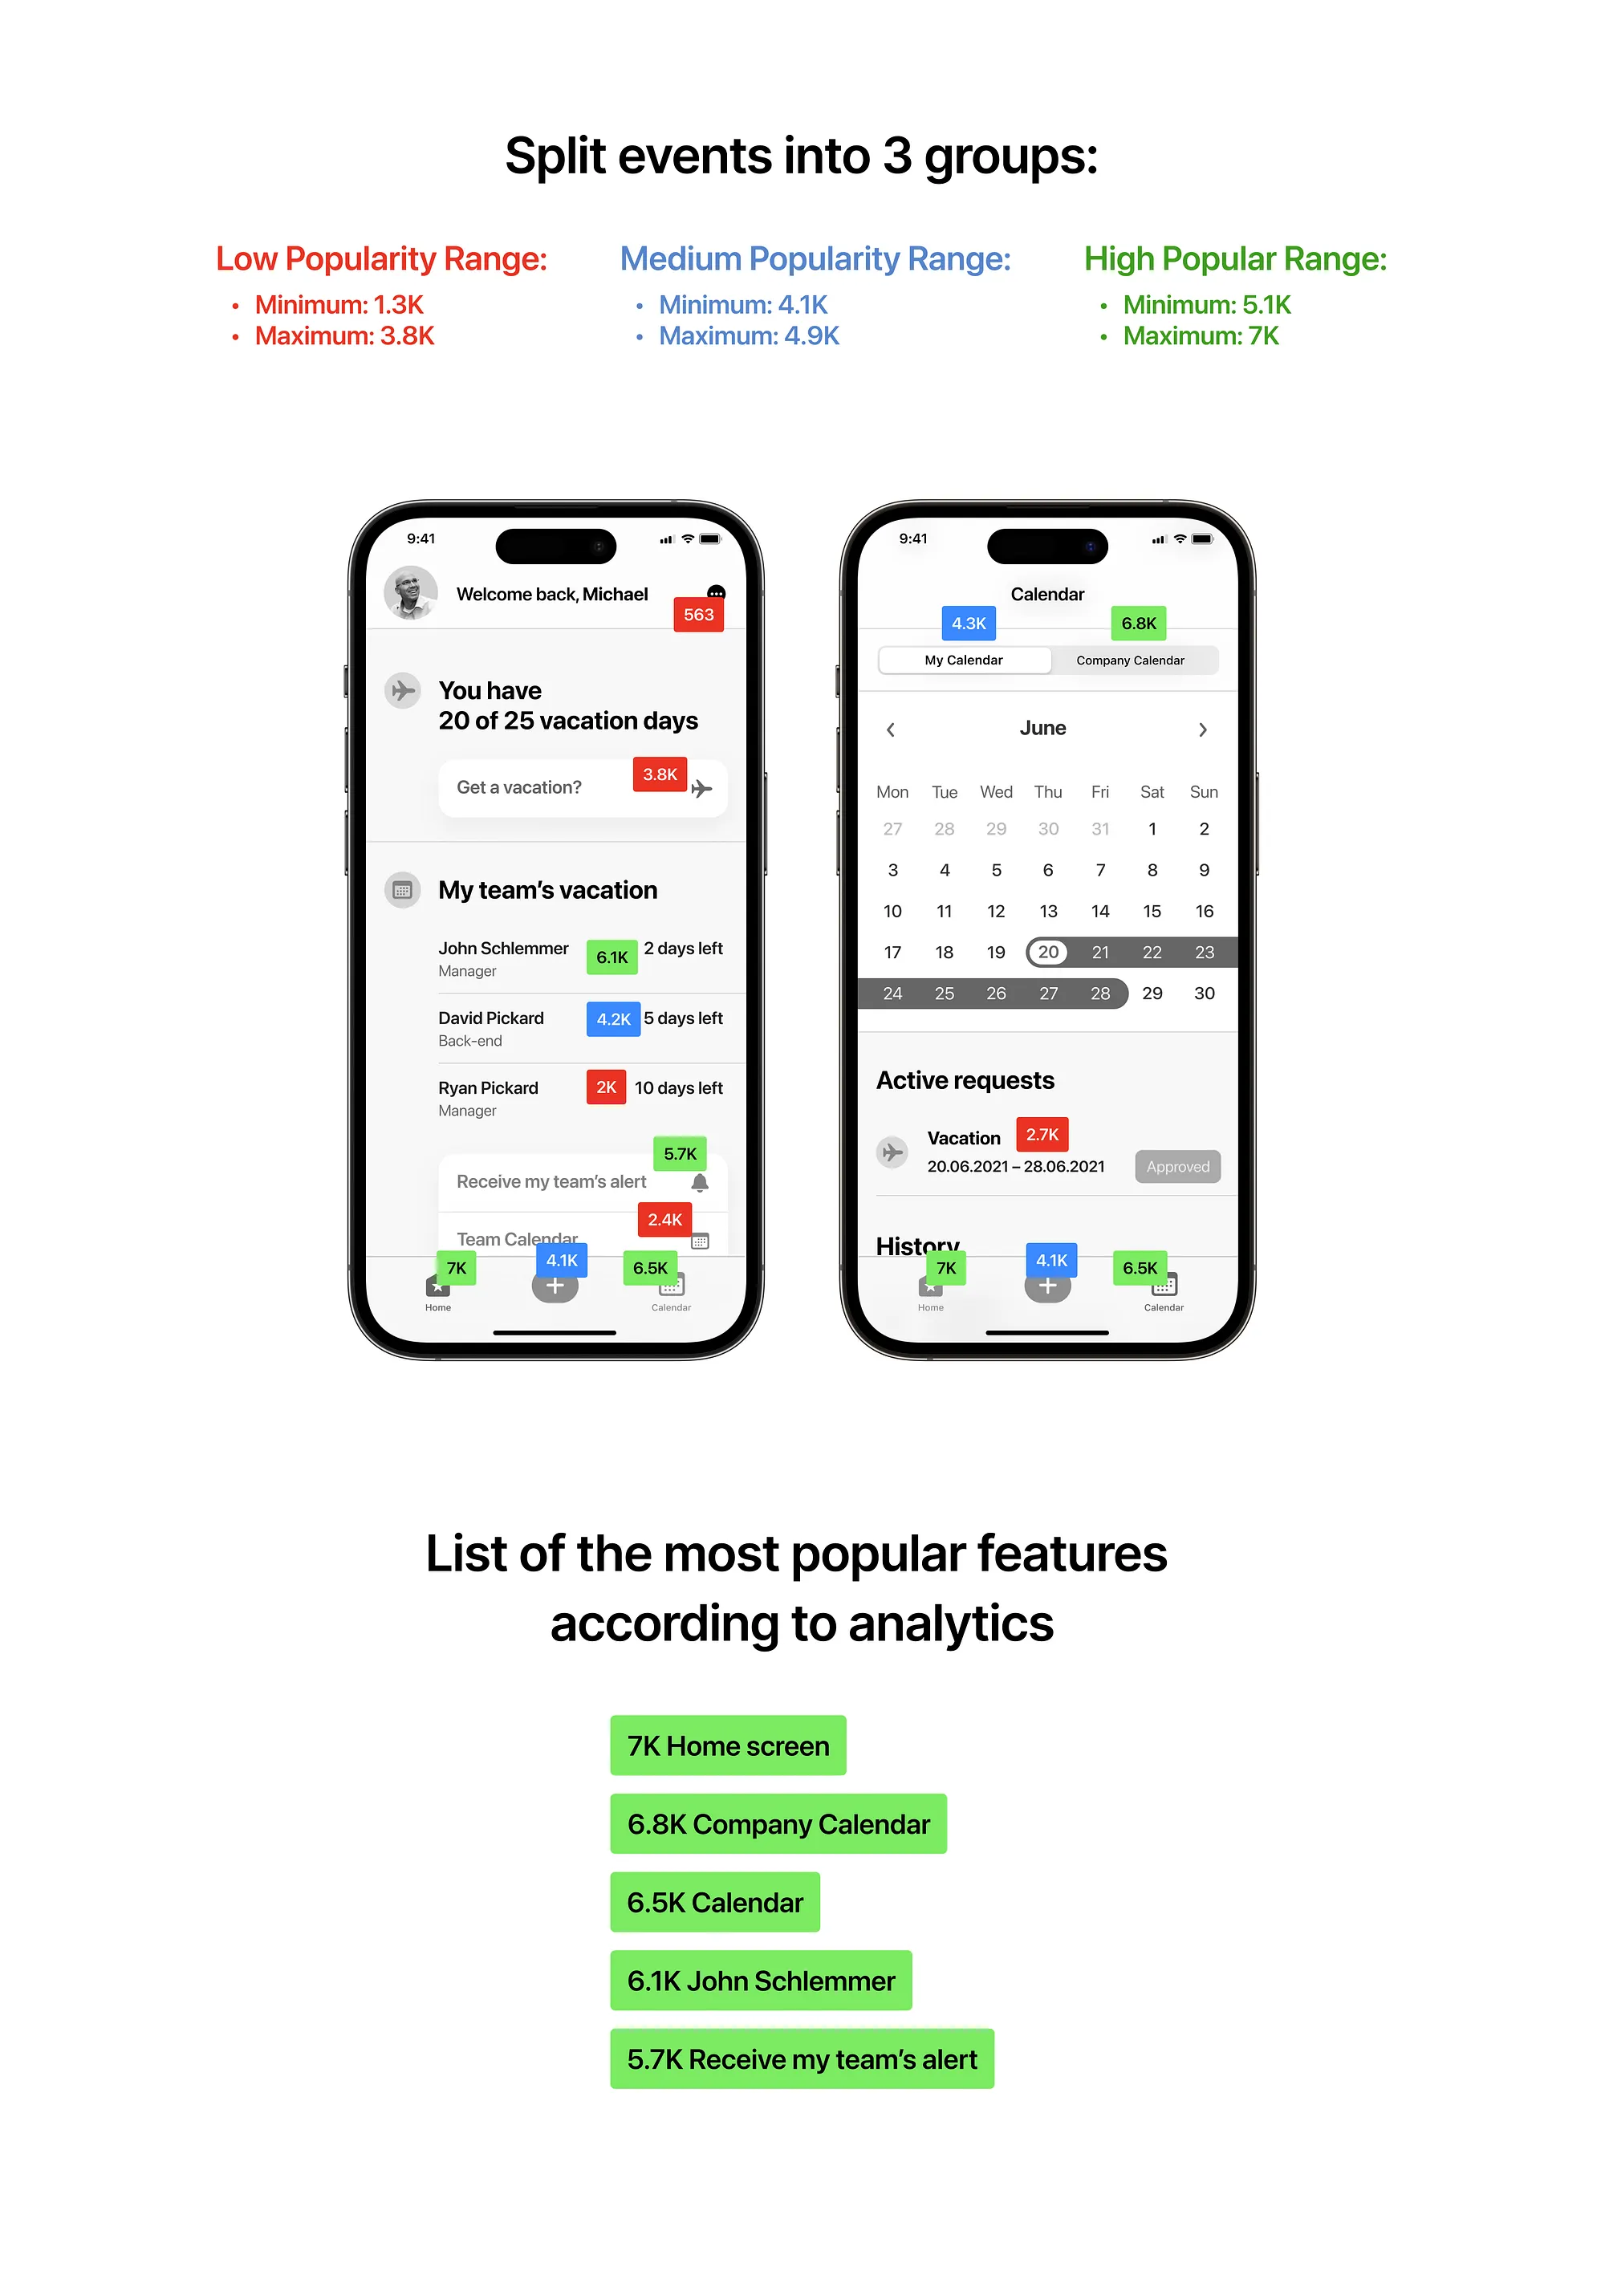 Split events into 3 groups:
Low Popularity Range:
• Minimum: 1.3K
• Maximum: 3.8K
Medium Popularity Range:
• Minimum: 4.1K
• Maximum: 4.9K
High Popular Range:
• Minimum: 5.1K
• Maximum: 7K
9:41
Welcome back, Michael
563
You have
20 of 25 vacation days
3.8K
Get a vacation?
My team's vacation
John Schlemmer 6.1K 2 days left
Manager
David Pickard 4.2K 5 days left
Back-end
Ryan Pickard 2K 10 days left
Manager
5.7K
Receive my team's alert
2.4K
Team Calendar
7K 4.1K 6.5K
Home Calendar
9:41
Calendar
4.3K 6.8K
My Calendar Company Calendar
June
Mon Tue Wed Thu Fri Sat Sun
27 28 29 30 31 1 2
3 4 5 6 7 8 9
10 11 12 13 14 15 16
17 18 19 20 21 22 23
24 25 26 27 28 29 30
Active requests
Vacation 2.7K
20.06.2021 – 28.06.2021 Approved
History
7K 4.1K 6.5K
Home Calendar
List of the most popular features
according to analytics
7K Home screen
6.8K Company Calendar
6.5K Calendar
6.1K John Schlemmer
5.7K Receive my team's alert